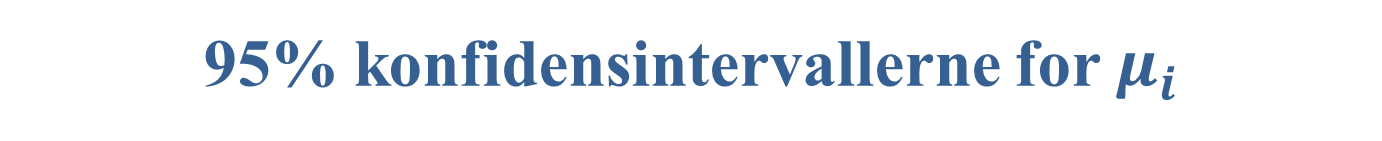 95% konfidensintervallerne for μᵢ